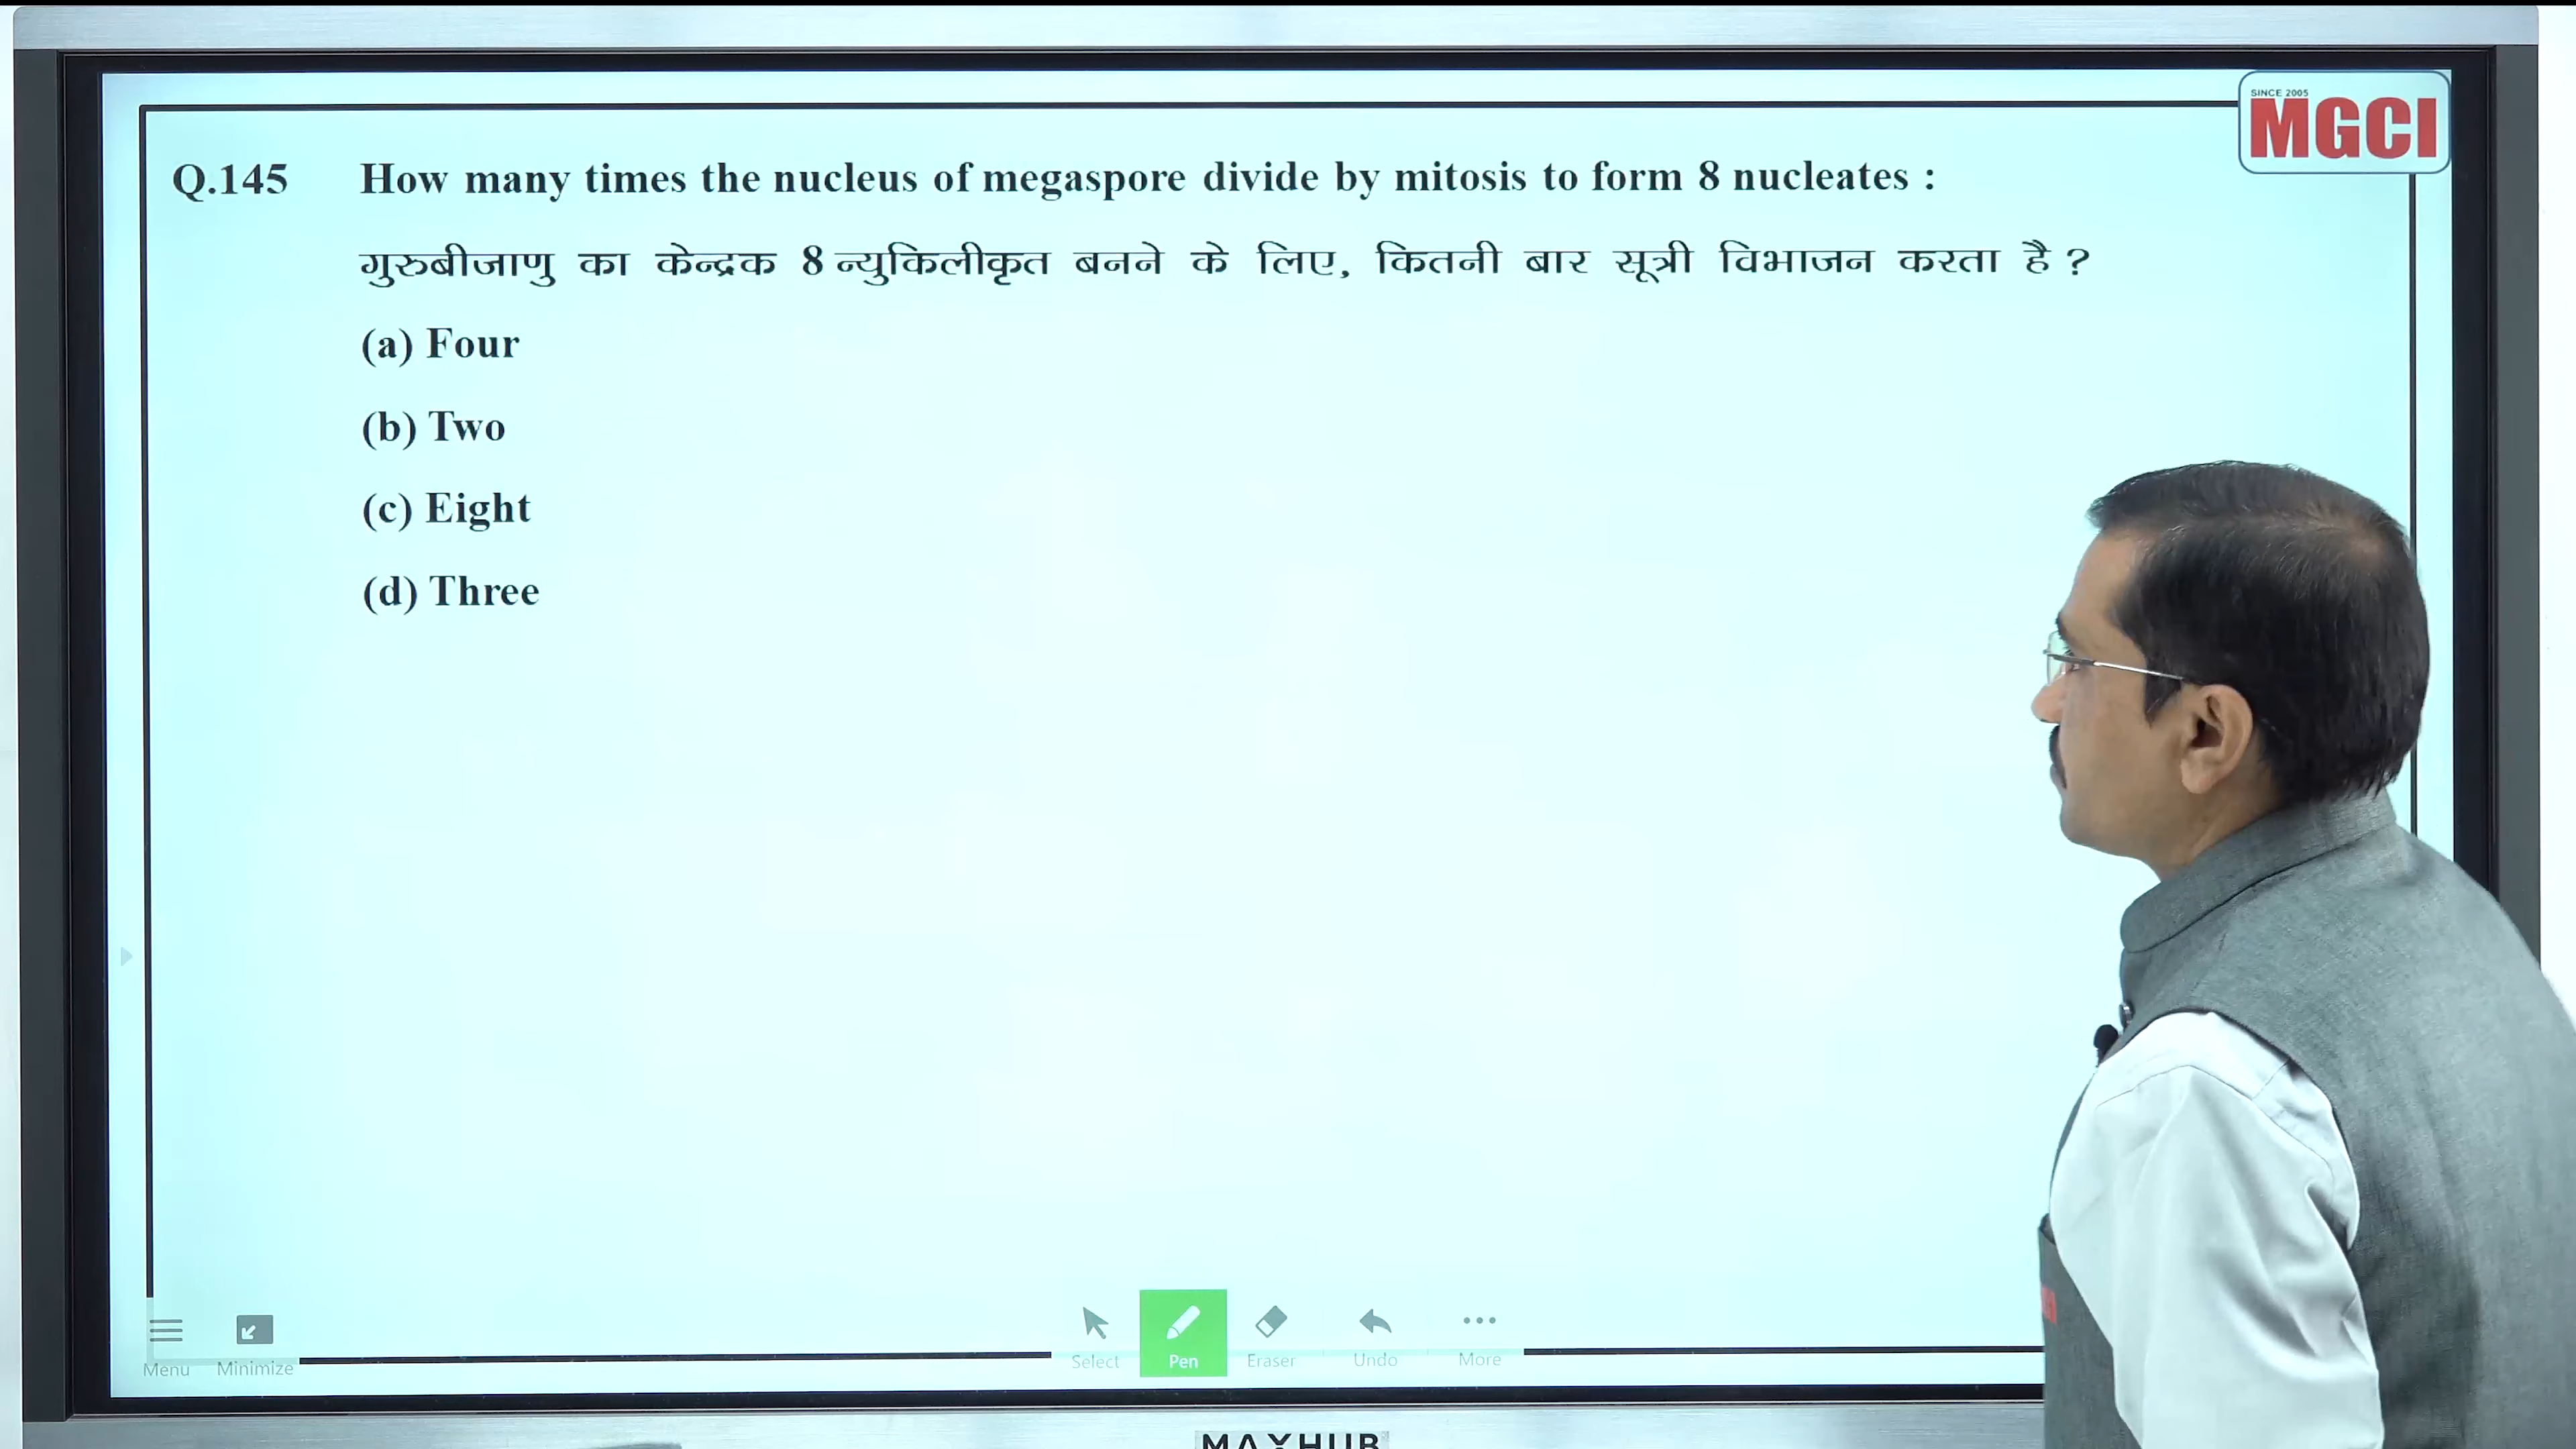 SINCE 2005
MGCI
Q.145 How many times the nucleus of megaspore divide by mitosis to form 8 nucleates :
गुरुबीजाणु का केन्द्रक 8 न्युकिलीकृत बनने के लिए, कितनी बार सूत्री विभाजन करता है ?
(a) Four
(b) Two
(c) Eight
(d) Three
Menu Minimize Select Pen Eraser Undo More
MAXHUB